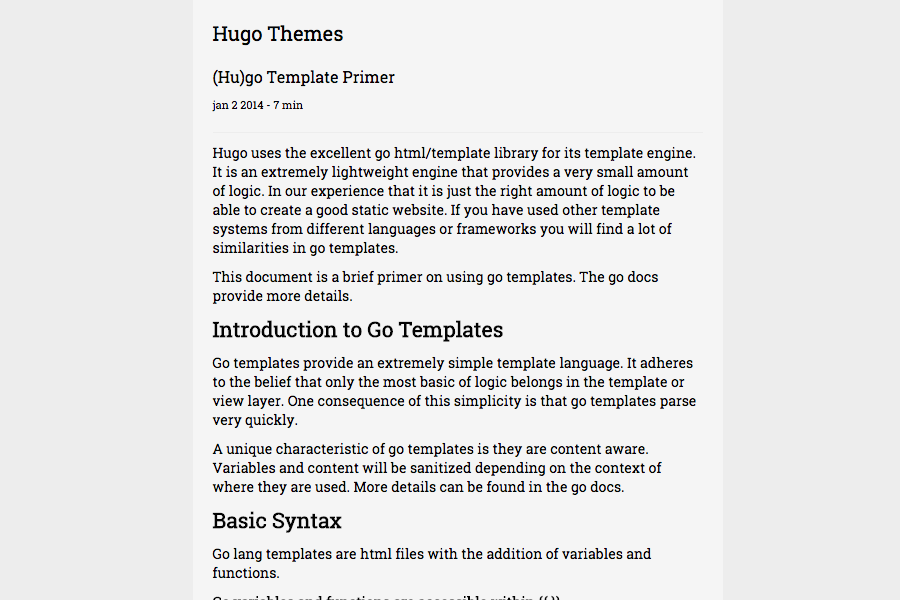 Hugo Themes
(Hu)go Template Primer
jan 2 2014 - 7 min
Hugo uses the excellent go html/template library for its template engine.
It is an extremely lightweight engine that provides a very small amount
of logic. In our experience that it is just the right amount of logic to be
able to create a good static website. If you have used other template
systems from different languages or frameworks you will find a lot of
similarities in go templates.
This document is a brief primer on using go templates. The go docs
provide more details.
Introduction to Go Templates
Go templates provide an extremely simple template language. It adheres
to the belief that only the most basic of logic belongs in the template or
view layer. One consequence of this simplicity is that go templates parse
very quickly.
A unique characteristic of go templates is they are content aware.
Variables and content will be sanitized depending on the context of
where they are used. More details can be found in the go docs.
Basic Syntax
Go lang templates are html files with the addition of variables and
functions.
Go variables and functions are accessible within {{ }}